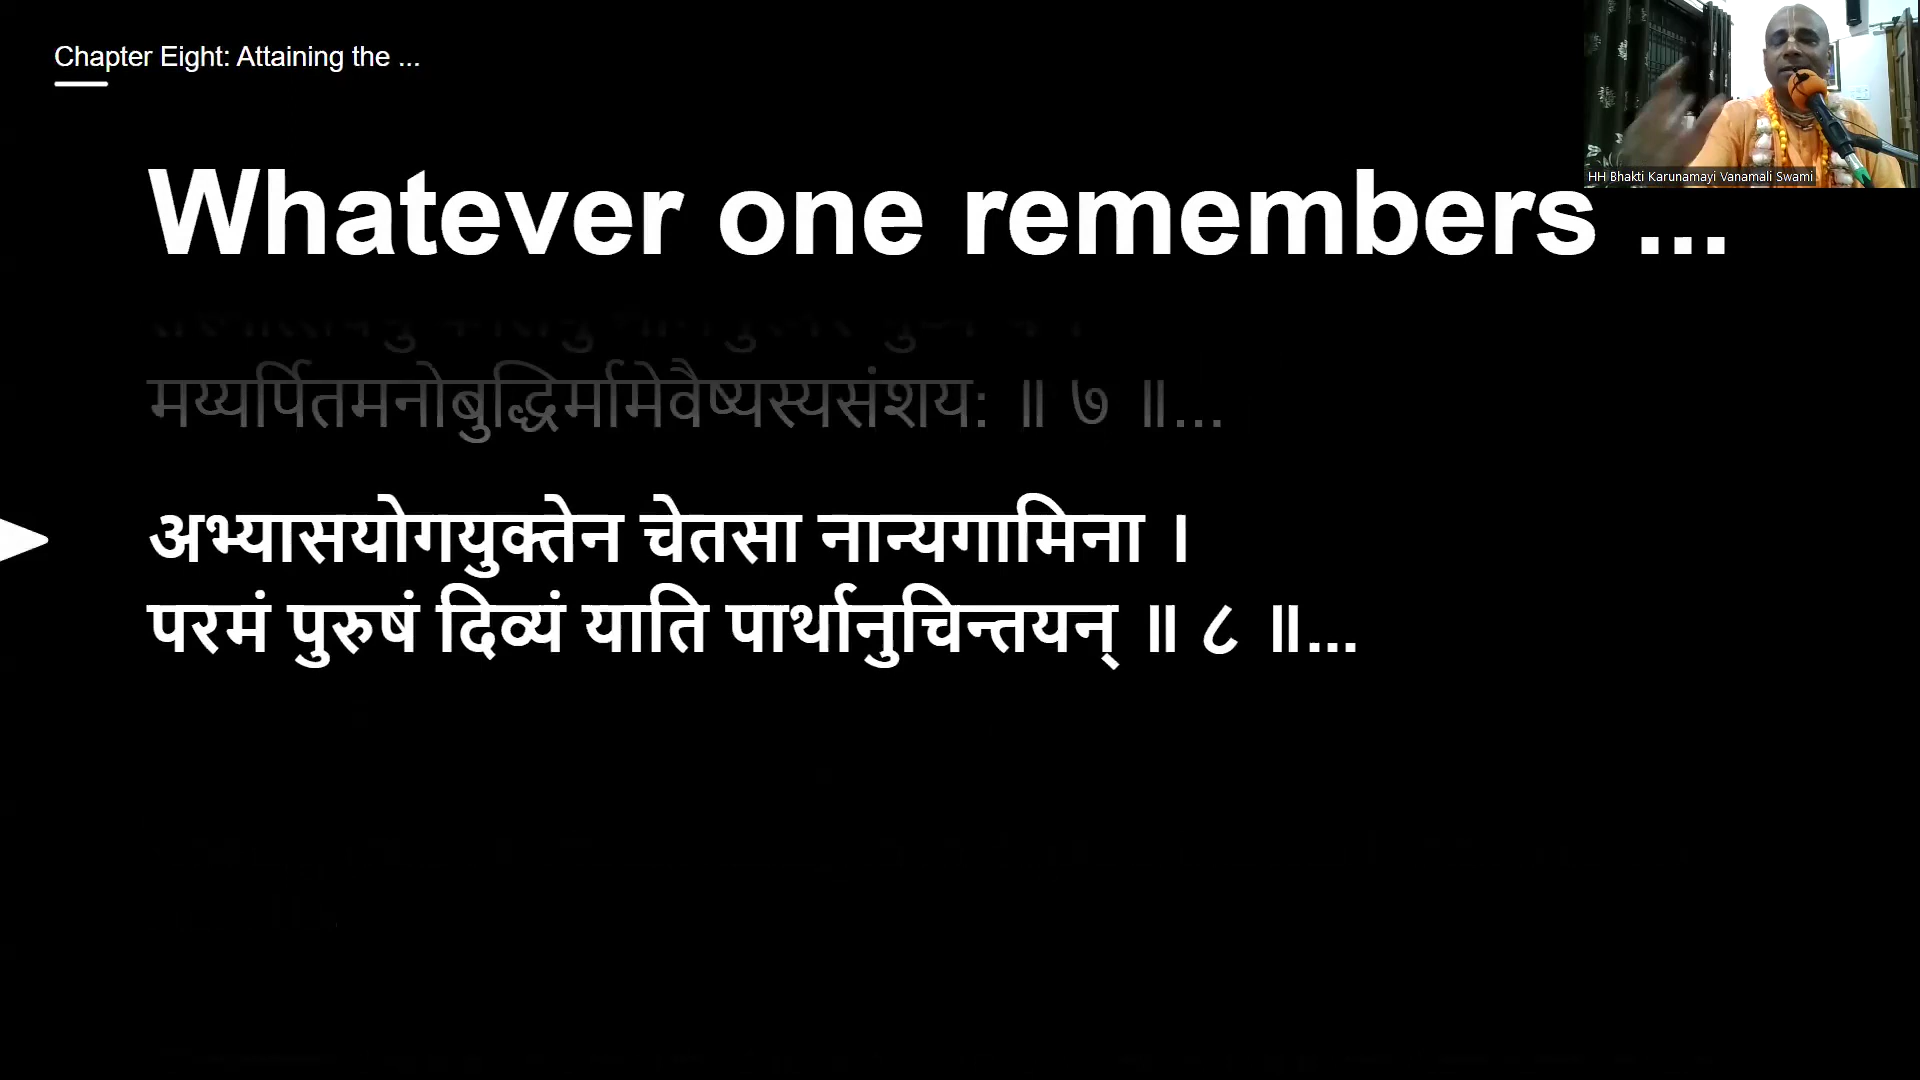 Chapter Eight: Attaining the ...
HH Bhakti Karunamayi Vanamali Swami
Whatever one remembers ...
मय्यर्पितमनोबुद्धिर्मामेवैष्यस्यसंशय: ॥ ७ ॥...
अभ्यासयोगयुक्तेन चेतसा नान्यगामिना ।
परमं पुरुषं दिव्यं याति पार्थानुचिन्तयन् ॥ ८ ॥...